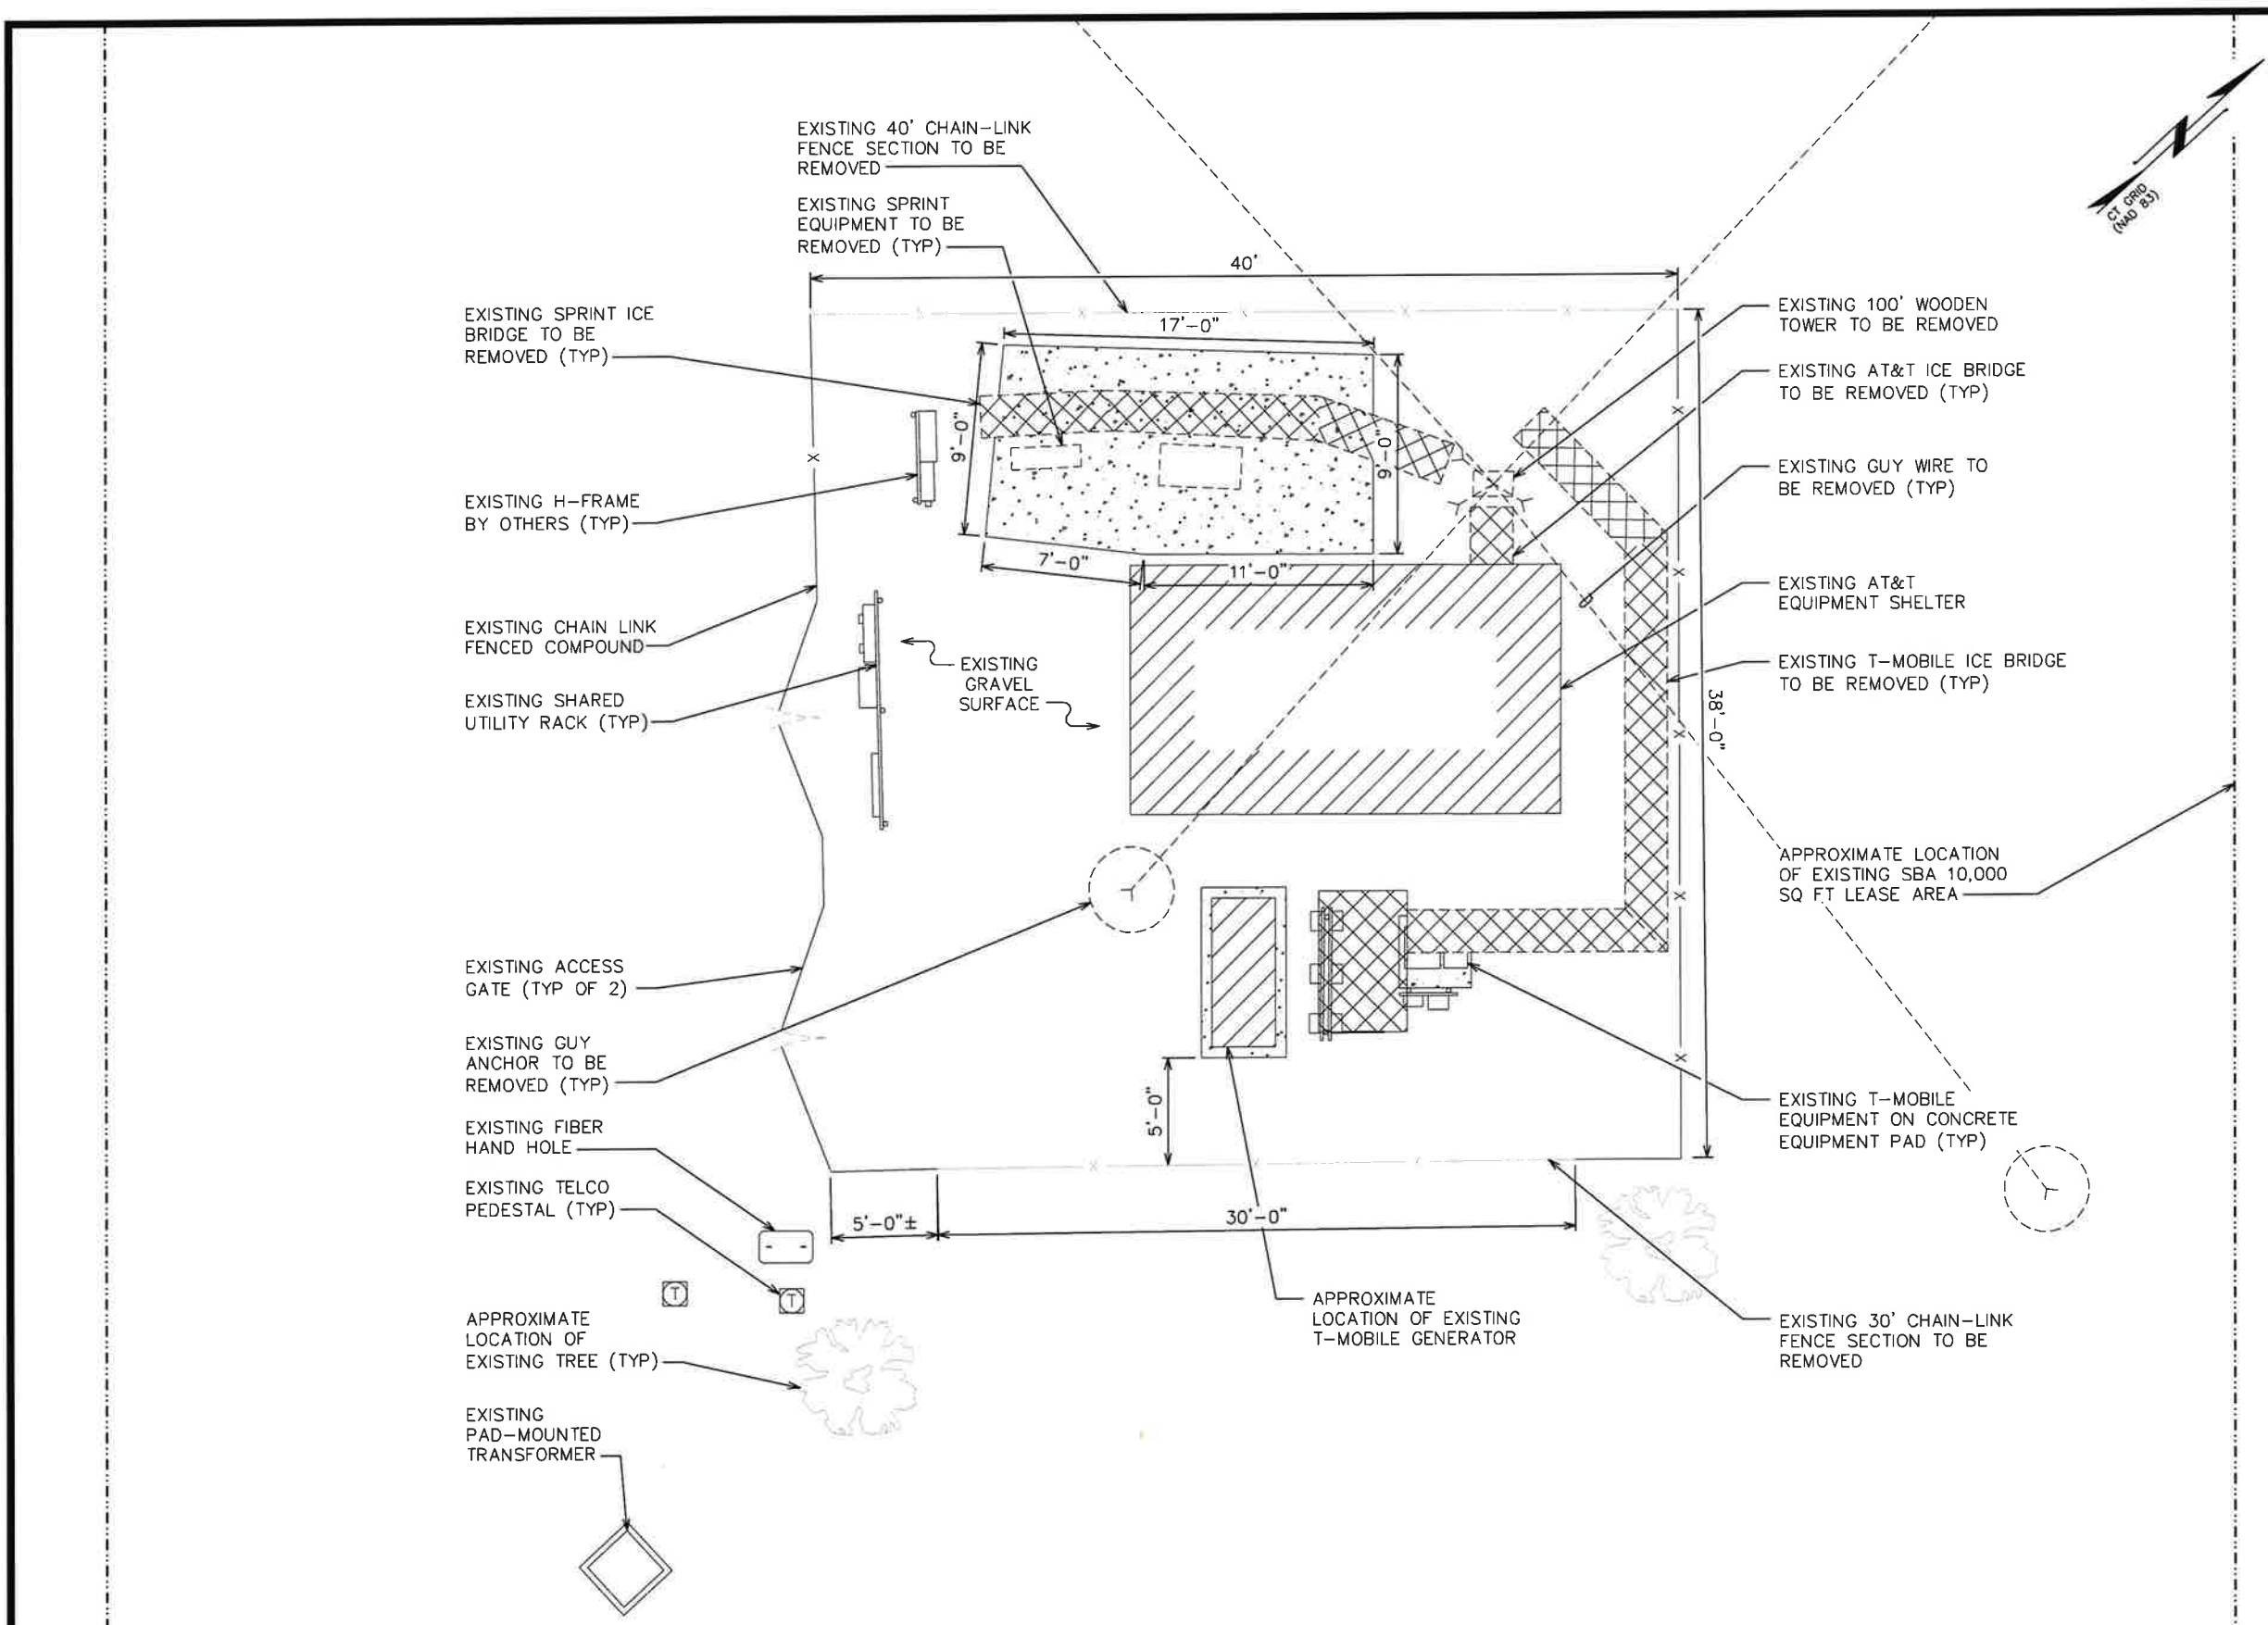 EXISTING 40' CHAIN-LINK
FENCE SECTION TO BE
REMOVED
EXISTING SPRINT
EQUIPMENT TO BE
REMOVED (TYP)
CT GRID
(NAD 83)
N
40'
17'-0"
9'-0"
9'-0"
7'-0"
11'-0"
38'-0"
EXISTING SPRINT ICE
BRIDGE TO BE
REMOVED (TYP)
EXISTING H-FRAME
BY OTHERS (TYP)
EXISTING CHAIN LINK
FENCED COMPOUND
EXISTING SHARED
UTILITY RACK (TYP)
EXISTING
GRAVEL
SURFACE
EXISTING ACCESS
GATE (TYP OF 2)
EXISTING GUY
ANCHOR TO BE
REMOVED (TYP)
EXISTING FIBER
HAND HOLE
EXISTING TELCO
PEDESTAL (TYP)
APPROXIMATE
LOCATION OF
EXISTING TREE (TYP)
EXISTING
PAD-MOUNTED
TRANSFORMER
T
T
EXISTING 100' WOODEN
TOWER TO BE REMOVED
EXISTING AT&T ICE BRIDGE
TO BE REMOVED (TYP)
EXISTING GUY WIRE TO
BE REMOVED (TYP)
EXISTING AT&T
EQUIPMENT SHELTER
EXISTING T-MOBILE ICE BRIDGE
TO BE REMOVED (TYP)
APPROXIMATE LOCATION
OF EXISTING SBA 10,000
SQ FT LEASE AREA
EXISTING T-MOBILE
EQUIPMENT ON CONCRETE
EQUIPMENT PAD (TYP)
5'-0"
5'-0"±
30'-0"
APPROXIMATE
LOCATION OF EXISTING
T-MOBILE GENERATOR
EXISTING 30' CHAIN-LINK
FENCE SECTION TO BE
REMOVED